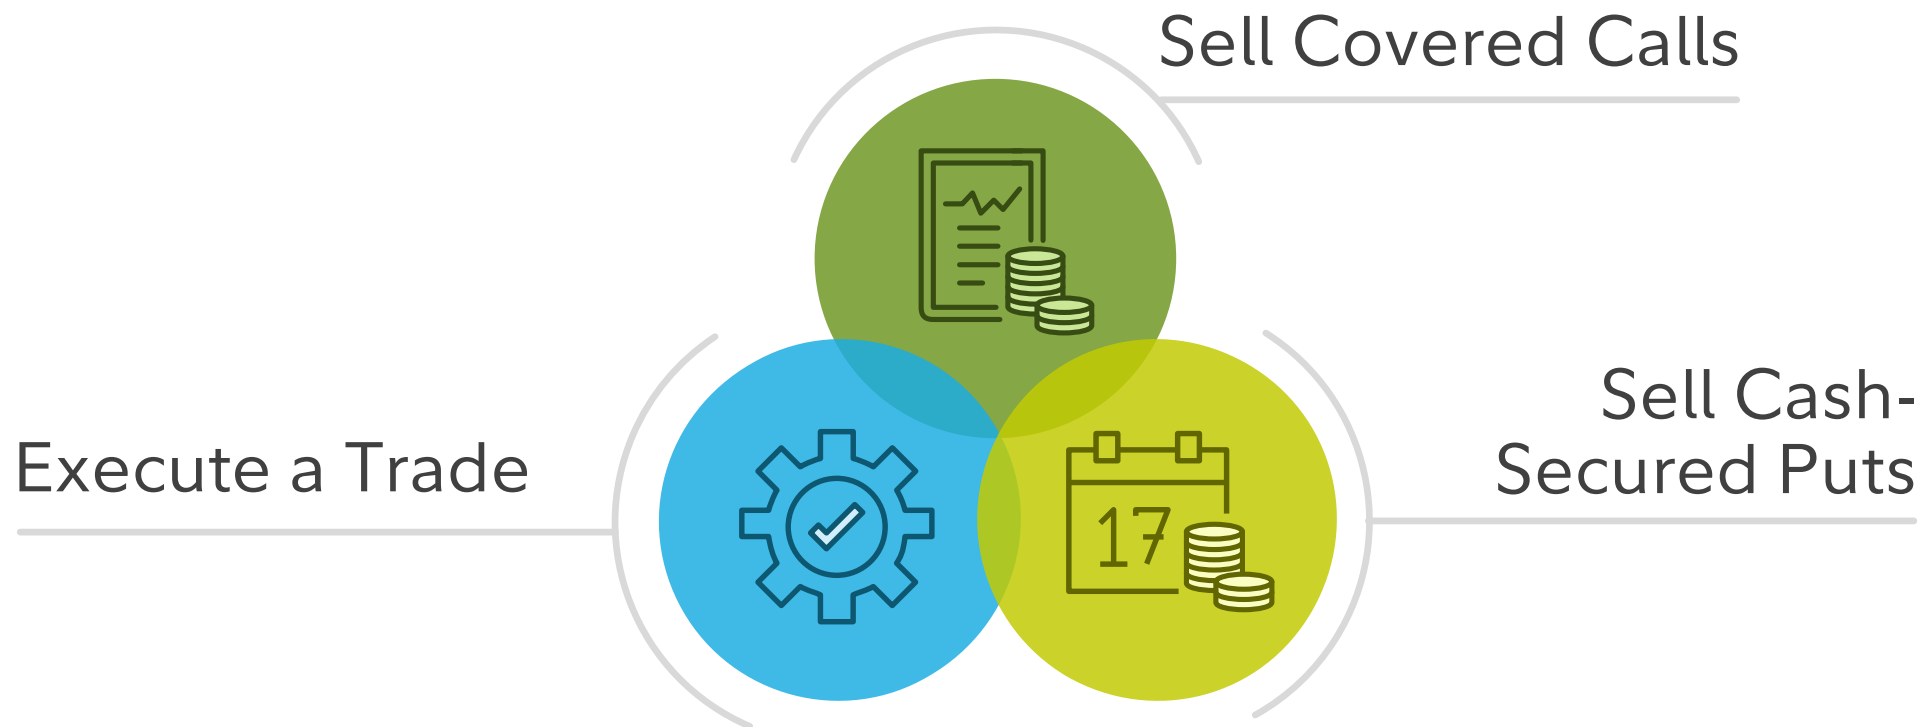 Sell Covered Calls
Execute a Trade
Sell Cash-
Secured Puts
17